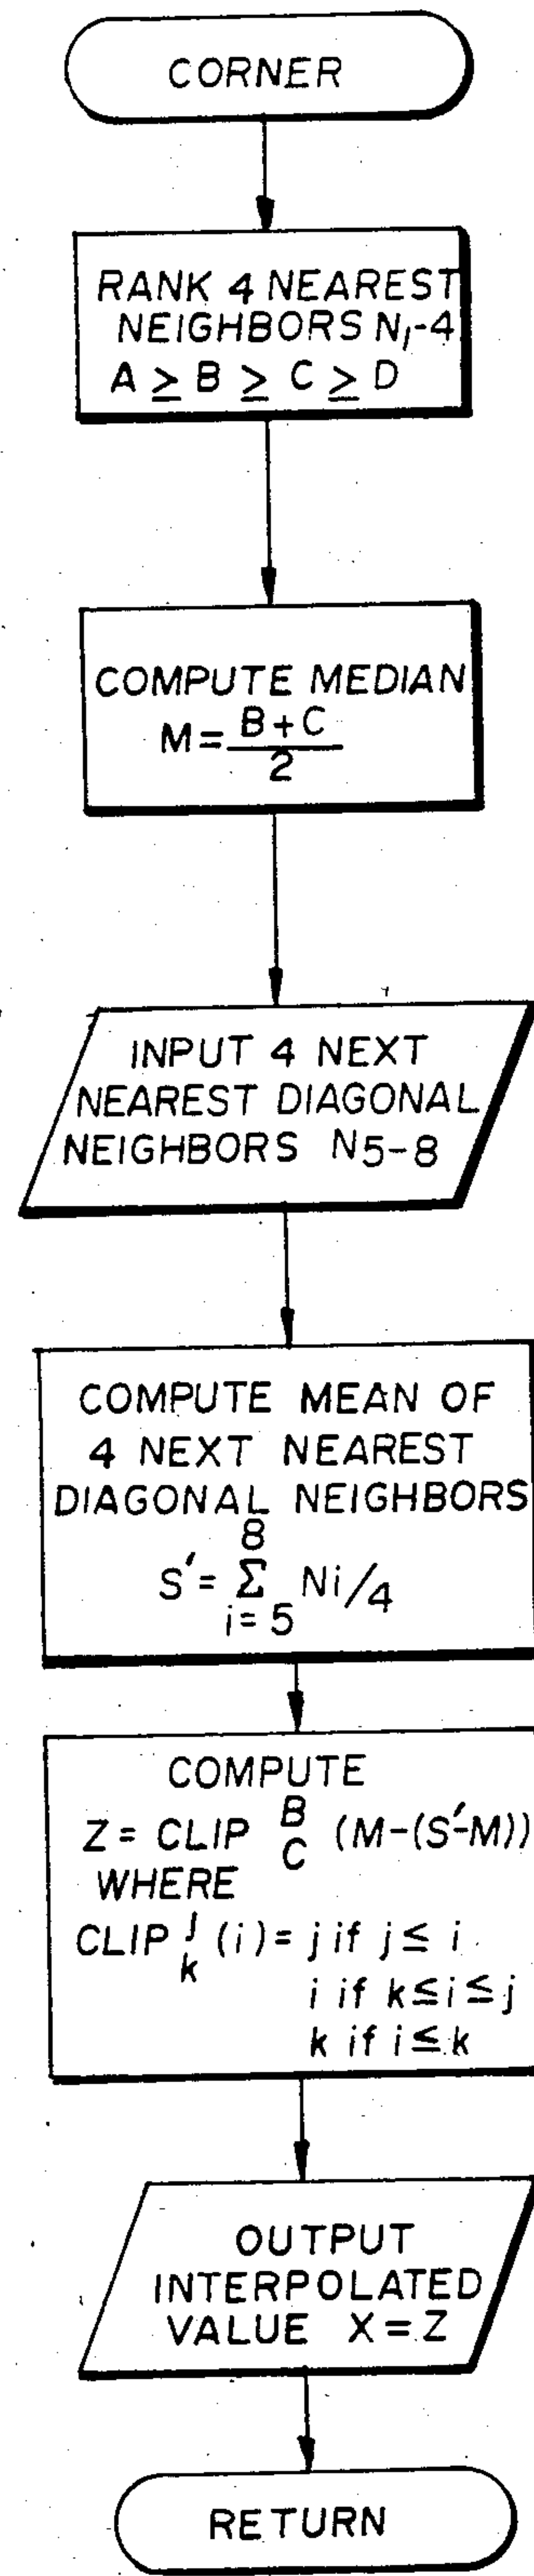 CORNER
RANK 4 NEAREST
NEIGHBORS N1-4
A ≥ B ≥ C ≥ D
COMPUTE MEDIAN
M = B + C
2
INPUT 4 NEXT
NEAREST DIAGONAL
NEIGHBORS N5-8
COMPUTE MEAN OF
4 NEXT NEAREST
DIAGONAL NEIGHBORS
8
S' = Σ Ni/4
i = 5
COMPUTE
Z = CLIP B C (M-(S'-M))
WHERE
CLIP j k (i) = j if j ≤ i
i if k ≤ i ≤ j
k if i ≤ k
OUTPUT
INTERPOLATED
VALUE X = Z
RETURN